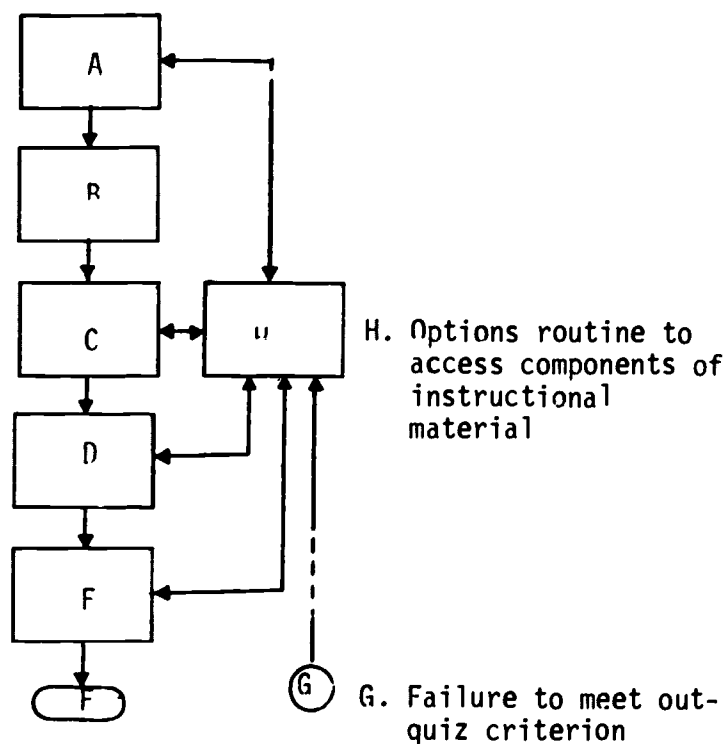 A
B
C
H. Options routine to
access components of
instructional
material
D
G
G. Failure to meet out-
quiz criterion